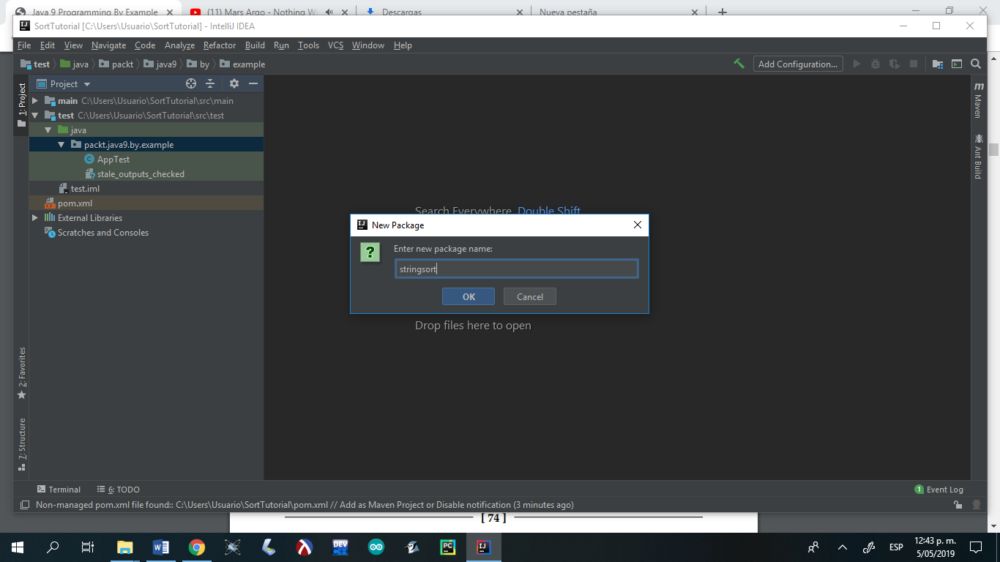 Java 9 Programming By Example
(11) Mars Argo - Nothing W
Descargas
Nueva pestaña
SortTutorial [C:\Users\Usuario\SortTutorial] - IntelliJ IDEA
File Edit View Navigate Code Analyze Refactor Build Run Tools VCS Window Help
test java packt java9 by example
Add Configuration...
1: Project
Project
main C:\Users\Usuario\SortTutorial\src\main
test C:\Users\Usuario\SortTutorial\src\test
java
packt.java9.by.example
AppTest
stale_outputs_checked
test.iml
pom.xml
External Libraries
Scratches and Consoles
Maven
Ant Build
Search Everywhere Double Shift
New Package
Enter new package name:
stringsort
OK Cancel
Drop files here to open
2: Favorites
7: Structure
Terminal 6: TODO
1 Event Log
Non-managed pom.xml file found:: C:\Users\Usuario\SortTutorial\pom.xml // Add as Maven Project or Disable notification (3 minutes ago)
[ 74 ]
ESP
12:43 p. m.
5/05/2019